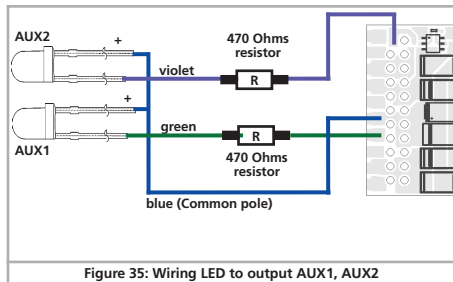 AUX2
+
470 Ohms
resistor
violet
R
+
green
R
AUX1
470 Ohms
resistor
blue (Common pole)
Figure 35: Wiring LED to output AUX1, AUX2